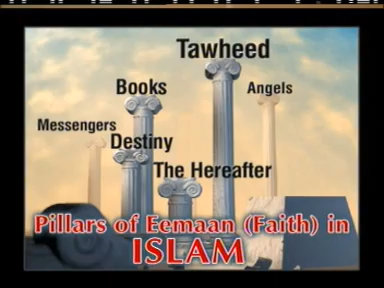 Tawheed
Books
Angels
Messengers
Destiny
The Hereafter
Pillars of Eemaan (Faith) in
ISLAM